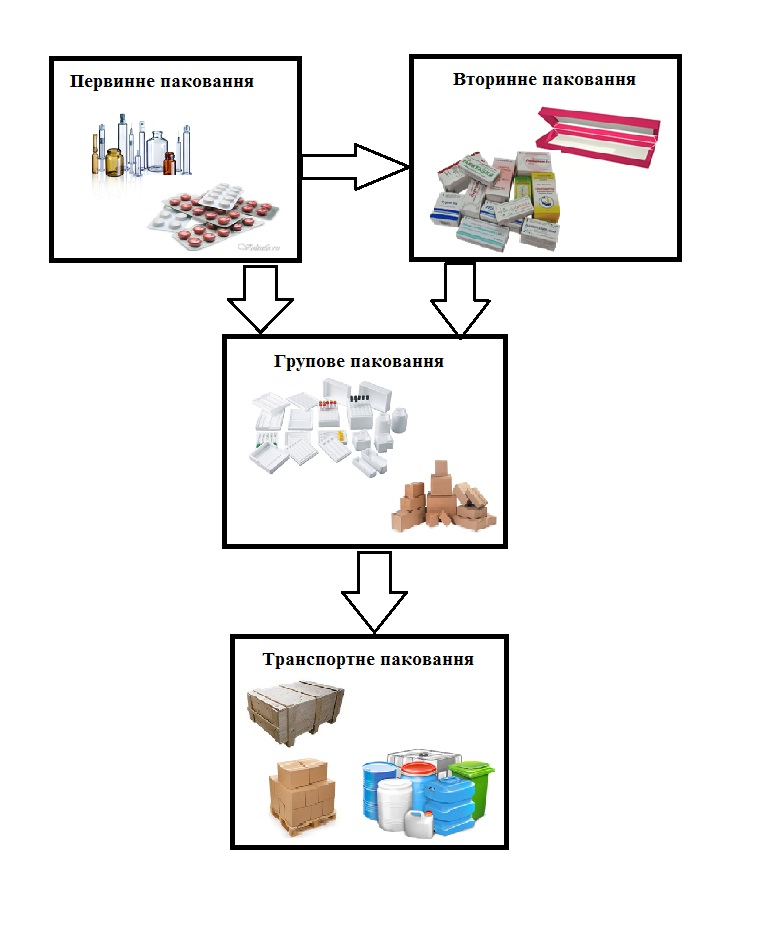 Первинне паковання
Вторинне паковання
Групове паковання
Транспортне паковання